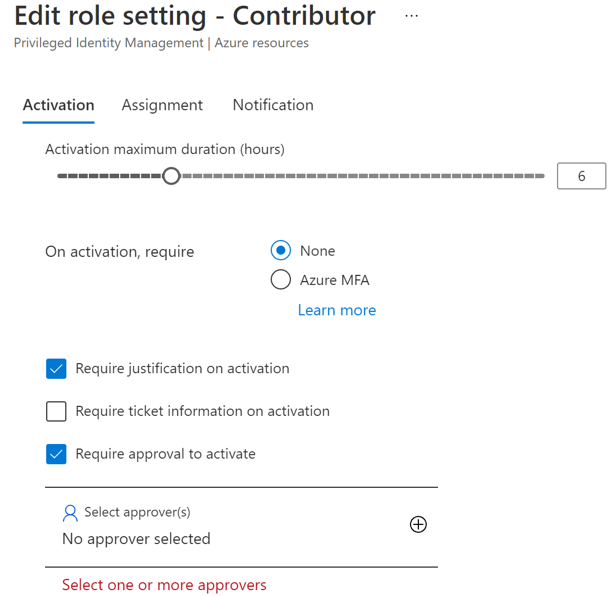 Edit role setting - Contributor ...
Privileged Identity Management | Azure resources
Activation Assignment Notification
Activation maximum duration (hours)
6
On activation, require
None
Azure MFA
Learn more
Require justification on activation
Require ticket information on activation
Require approval to activate
Select approver(s)
No approver selected
Select one or more approvers